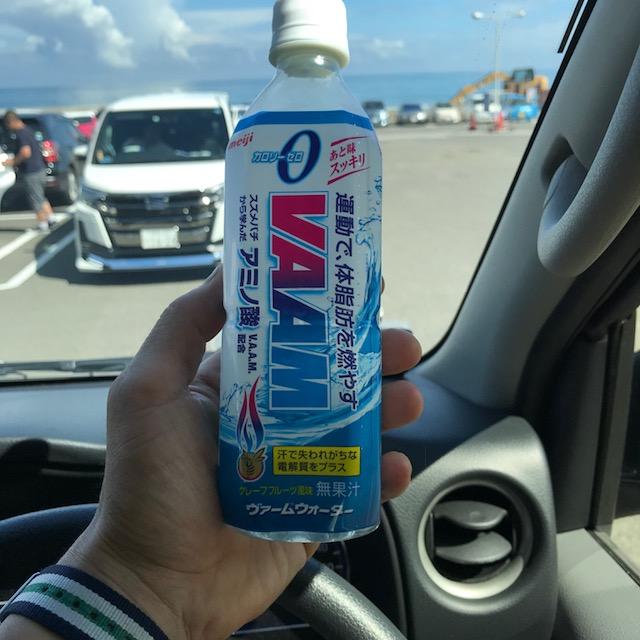 meiji
カロリーゼロ
0
あと味
スッキリ
運動で、体脂肪を燃やす
VAAM
スズメバチ
から学んだ
アミノ酸
V.A.A.M.
配合
汗で失われがちな
電解質をプラス
グレープフルーツ風味
無果汁
ヴァームウォーター